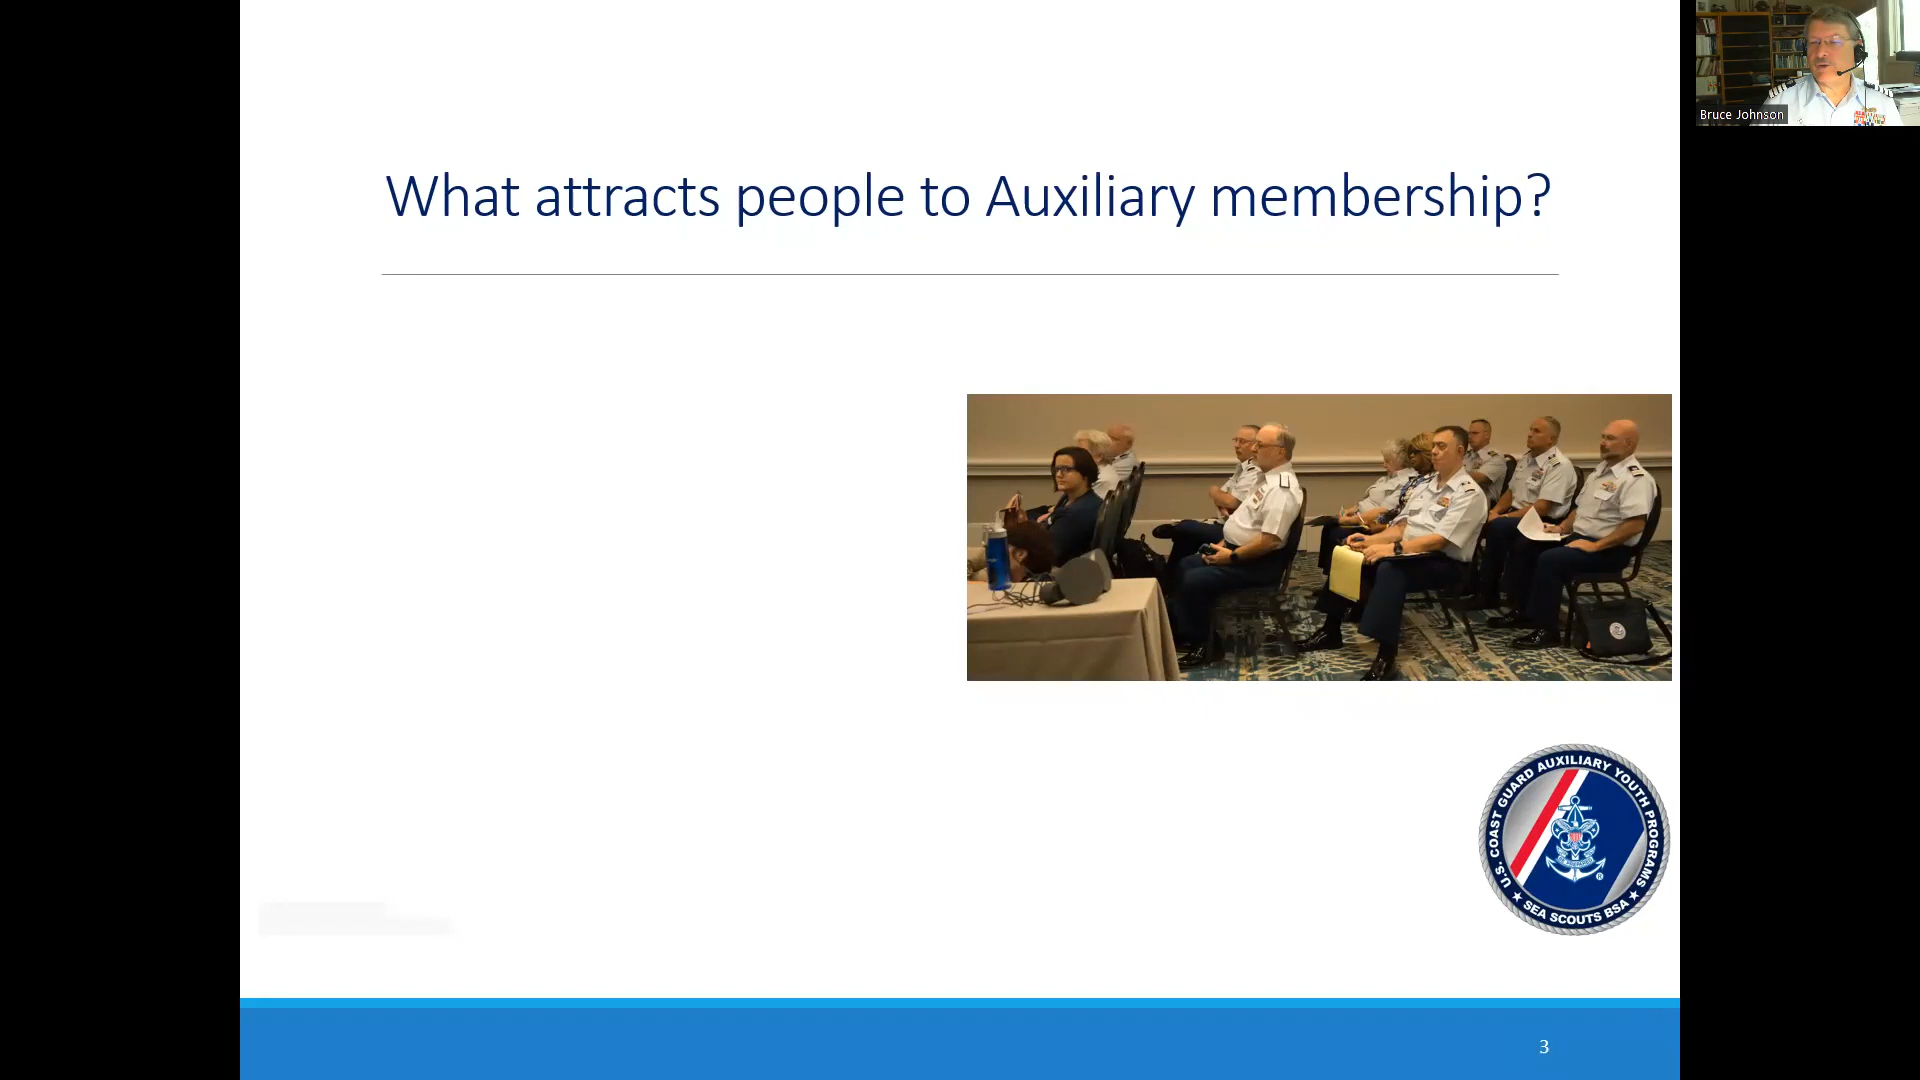 Bruce Johnson
What attracts people to Auxiliary membership?
U.S. COAST GUARD AUXILIARY YOUTH PROGRAMS
★ SEA SCOUTS BSA ★
®
3